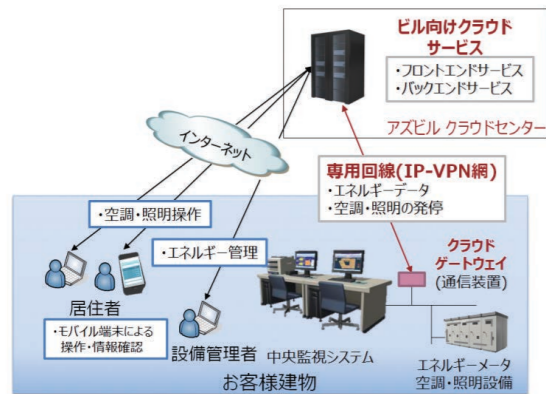 ビル向けクラウド
サービス
・フロントエンドサービス
・バックエンドサービス
アズビル クラウドセンター
インターネット
専用回線(IP-VPN網)
・エネルギーデータ
・空調・照明の発停
・空調・照明操作
・エネルギー管理
クラウド
ゲートウェイ
(通信装置)
居住者
・モバイル端末による
操作・情報確認
設備管理者
中央監視システム
エネルギーメータ
空調・照明設備
お客様建物